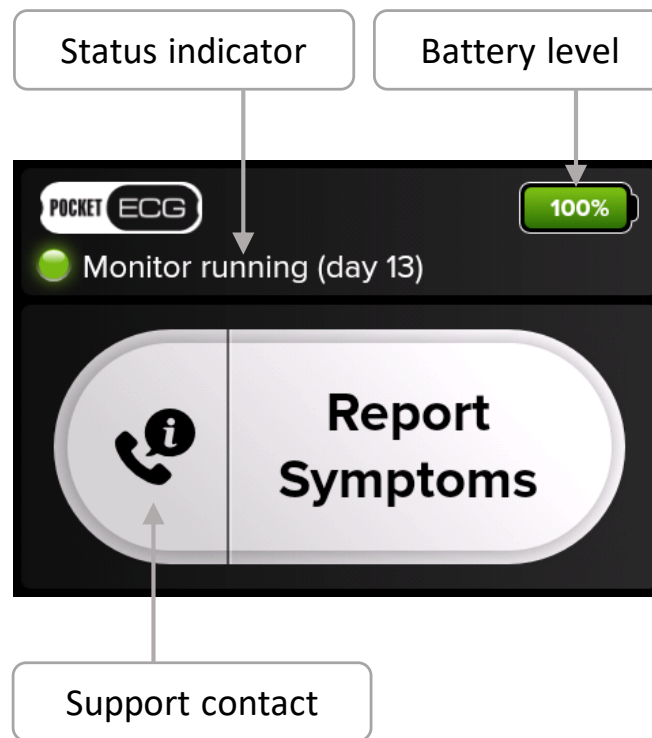 Status indicator
Battery level
POCKET ECG
100%
Monitor running (day 13)
i
Report
Symptoms
Support contact